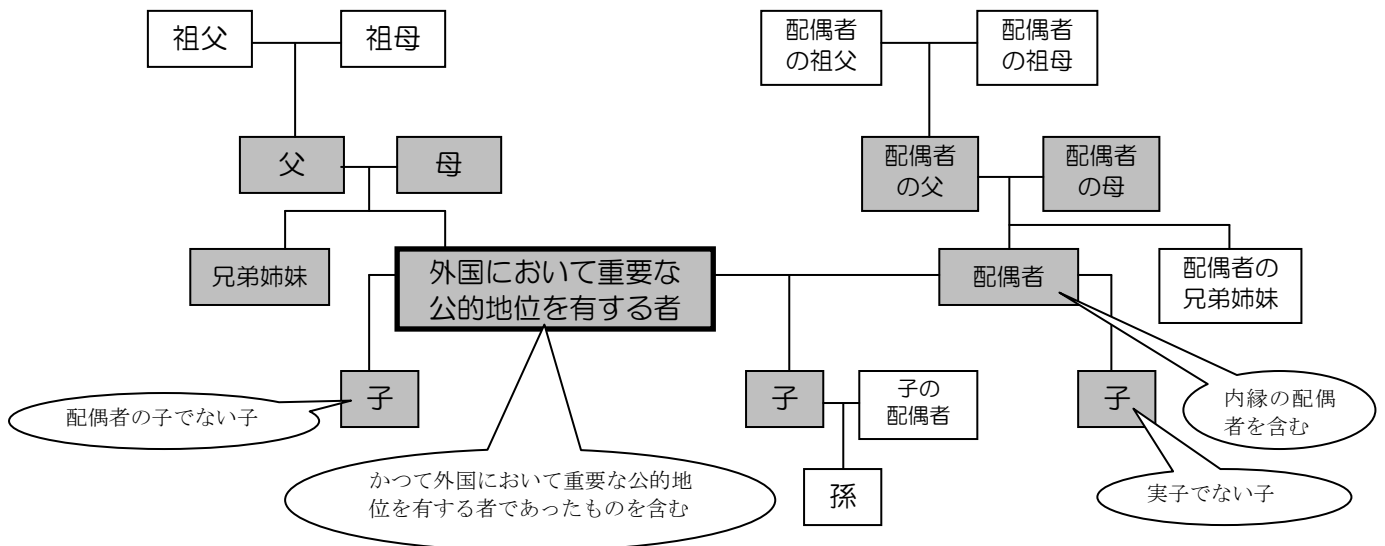 祖父
祖母
配偶者
の祖父
配偶者
の祖母
父
母
配偶者
の父
配偶者
の母
兄弟姉妹
外国において重要な
公的地位を有する者
配偶者
配偶者の
兄弟姉妹
子
子
子の
配偶者
子
配偶者の子でない子
内縁の配偶
者を含む
かつて外国において重要な公的地
位を有する者であったものを含む
孫
実子でない子